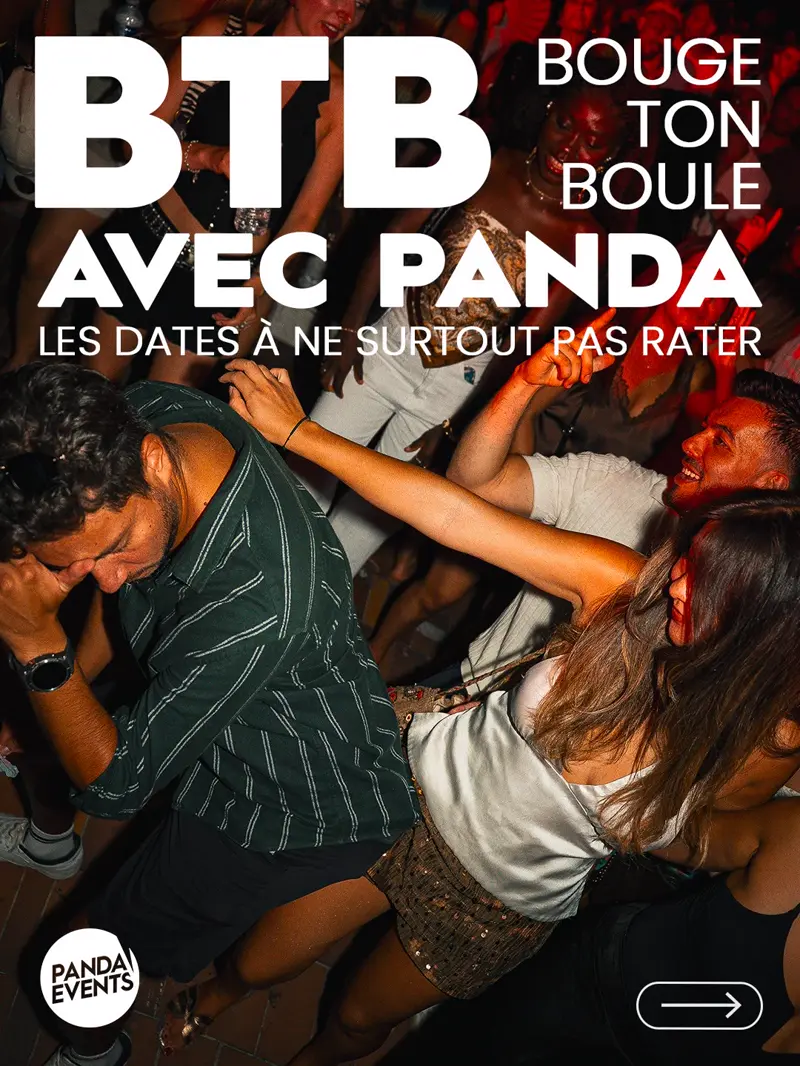 BTB
BOUGE
TON
BOULE
AVEC PANDA
LES DATES À NE SURTOUT PAS RATER
PANDA
EVENTS